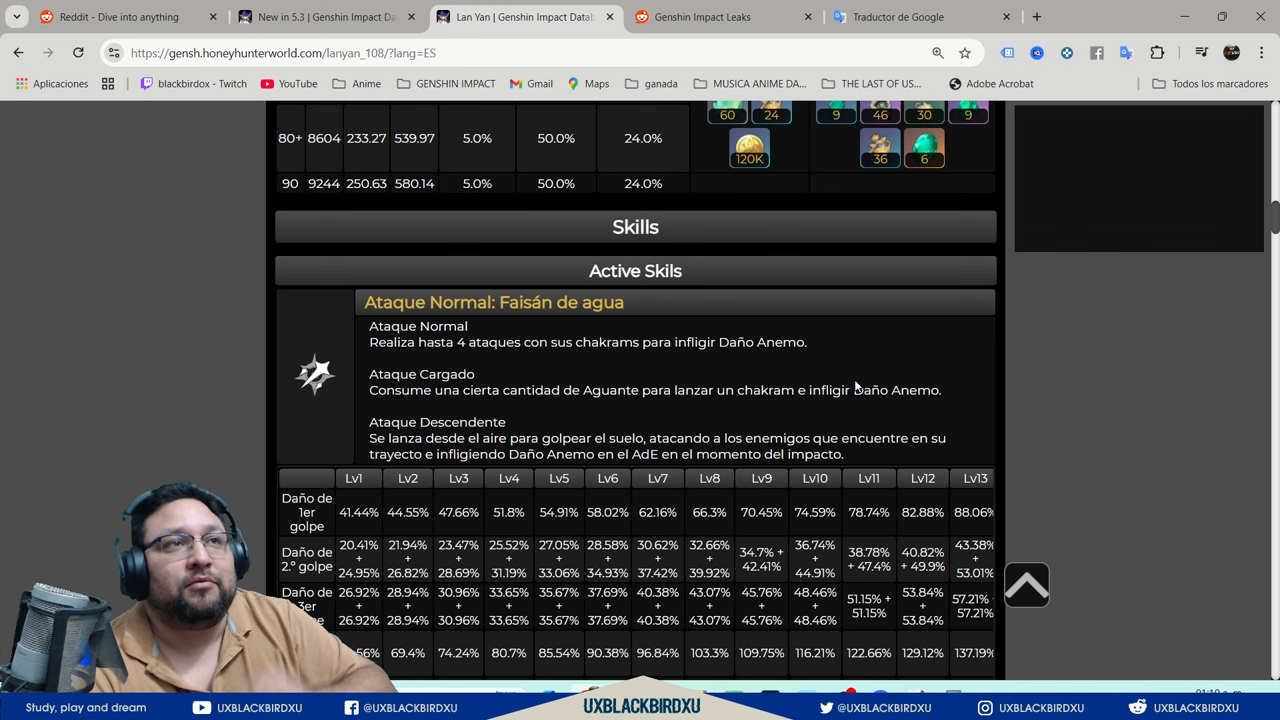 Reddit - Dive into anything
New in 5.3 | Genshin Impact Da
Lan Yan | Genshin Impact Datab
Genshin Impact Leaks
Traductor de Google
https://gensh.honeyhunterworld.com/lanyan_108/?lang=ES
Aplicaciones
blackbirdox - Twitch
YouTube
Anime
GENSHIN IMPACT
Gmail
Maps
ganada
MUSICA ANIME DA...
THE LAST OF US...
Adobe Acrobat
Todos los marcadores
80+ 8604 233.27 539.97 5.0% 50.0% 24.0%
60 24 9 46 30 9
120K 36 6
90 9244 250.63 580.14 5.0% 50.0% 24.0%
Skills
Active Skils
Ataque Normal: Faisán de agua
Ataque Normal
Realiza hasta 4 ataques con sus chakrams para infligir Daño Anemo.
Ataque Cargado
Consume una cierta cantidad de Aguante para lanzar un chakram e infligir Daño Anemo.
Ataque Descendente
Se lanza desde el aire para golpear el suelo, atacando a los enemigos que encuentre en su
trayecto e infligiendo Daño Anemo en el AdE en el momento del impacto.
Lv1 Lv2 Lv3 Lv4 Lv5 Lv6 Lv7 Lv8 Lv9 Lv10 Lv11 Lv12 Lv13
Daño de 1er golpe 41.44% 44.55% 47.66% 51.8% 54.91% 58.02% 62.16% 66.3% 70.45% 74.59% 78.74% 82.88% 88.06%
Daño de 2.º golpe 20.41% + 24.95% 21.94% + 26.82% 23.47% + 28.69% 25.52% + 31.19% 27.05% + 33.06% 28.58% + 34.93% 30.62% + 37.42% 32.66% + 39.92% 34.7% + 42.41% 36.74% + 44.91% 38.78% + 47.4% 40.82% + 49.9% 43.38% + 53.01%
Daño de 3er 26.92% + 26.92% 28.94% + 28.94% 30.96% + 30.96% 33.65% + 33.65% 35.67% + 35.67% 37.69% + 37.69% 40.38% + 40.38% 43.07% + 43.07% 45.76% + 45.76% 48.46% + 48.46% 51.15% + 51.15% 53.84% + 53.84% 57.21% + 57.21%
56% 69.4% 74.24% 80.7% 85.54% 90.38% 96.84% 103.3% 109.75% 116.21% 122.66% 129.12% 137.19%
Study, play and dream
UXBLACKBIRDXU
@UXBLACKBIRDXU
UXBLACKBIRDXU
@UXBLACKBIRDXU
UXBLACKBIRDXU
UXBLACKBIRDXU